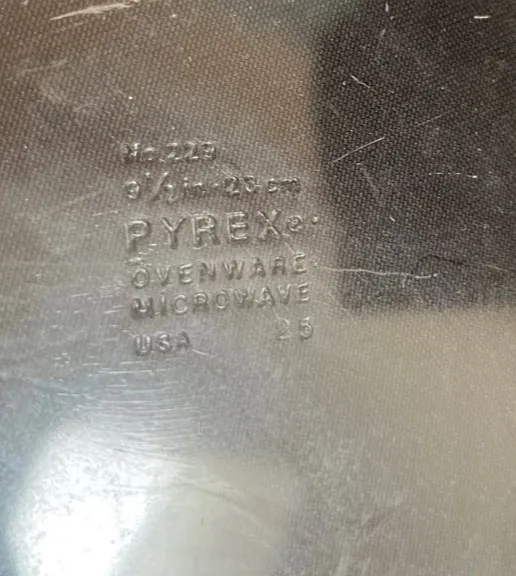 No. 229
9 1/2 in.-23 cm
PYREX®
OVENWARE
MICROWAVE
USA 25